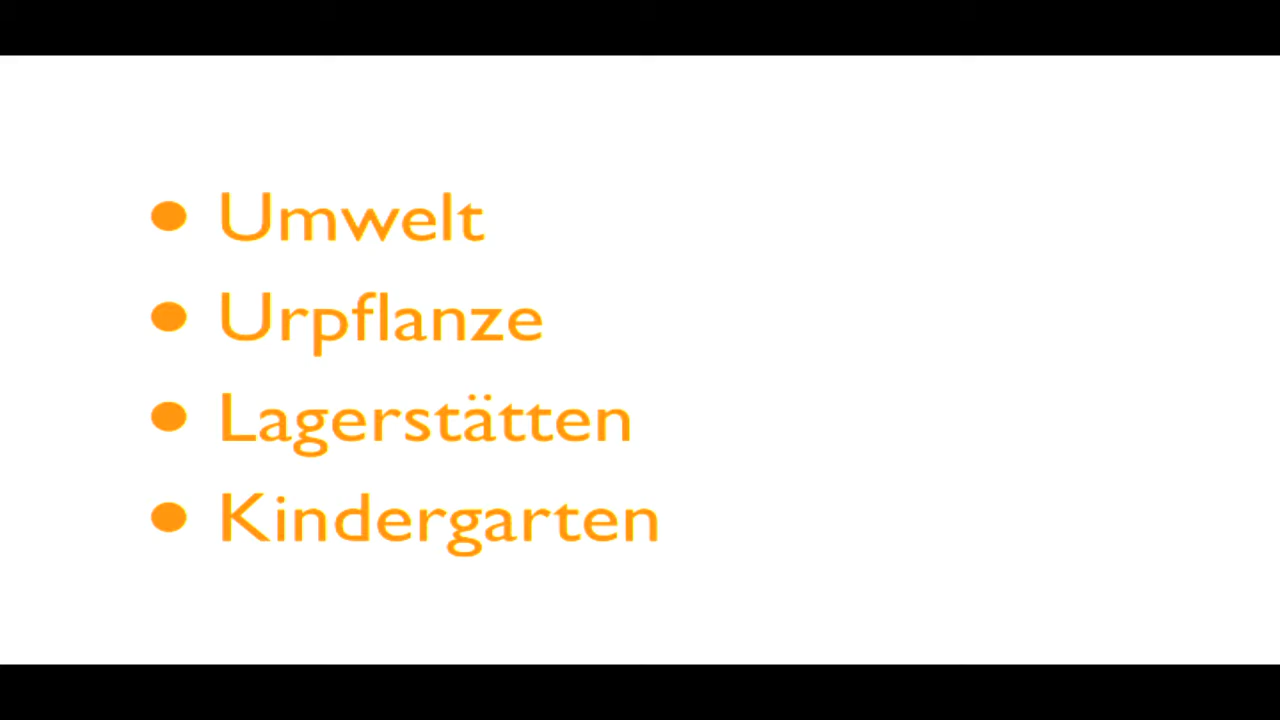 • Umwelt
• Urpflanze
• Lagerstätten
• Kindergarten